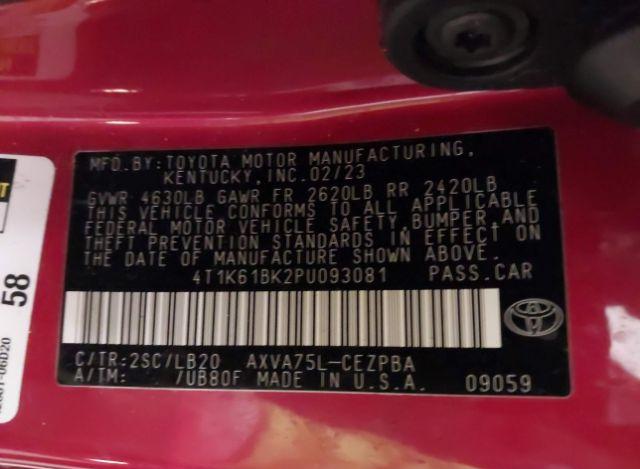 MFD. BY: TOYOTA MOTOR MANUFACTURING,
KENTUCKY, INC. 02/23
GVWR 4630LB GAWR FR 2620LB RR 2420LB
THIS VEHICLE CONFORMS TO ALL APPLICABLE
FEDERAL MOTOR VEHICLE SAFETY, BUMPER, AND
THEFT PREVENTION STANDARDS IN EFFECT ON
THE DATE OF MANUFACTURE SHOWN ABOVE.
4T1K61BK2PU093081 PASS.CAR
C/TR:2SC/LB20 AXVA75L-CEZPBA
A/TM: /UB80F MADE IN U.S.A. 09059
58